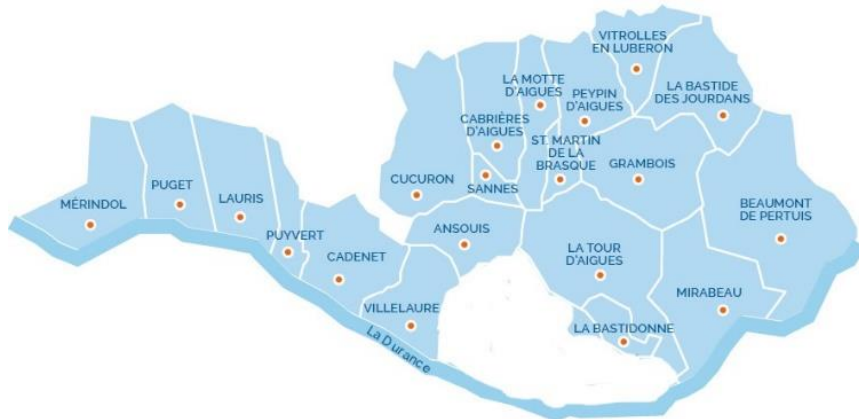 VITROLLES
EN LUBERON
LA MOTTE
D'AIGUES
PEYPIN
D'AIGUES
LA BASTIDE
DES JOURDANS
CABRIÈRES
D'AIGUES
ST. MARTIN
DE LA
BRASQUE
GRAMBOIS
CUCURON
SANNES
PUGET
LAURIS
MÉRINDOL
BEAUMONT
DE PERTUIS
PUYVERT
ANSOUIS
CADENET
LA TOUR
D'AIGUES
MIRABEAU
VILLELAURE
LA BASTIDONNE
La Durance